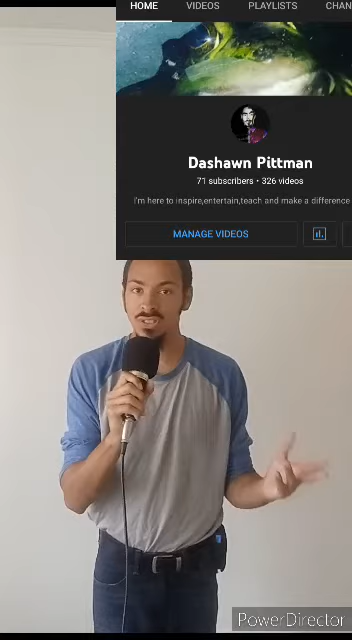 HOME VIDEOS PLAYLISTS CHAN
Dashawn Pittman
71 subscribers • 326 videos
i'm here to inspire,entertain,teach and make a difference
MANAGE VIDEOS
PowerDirector